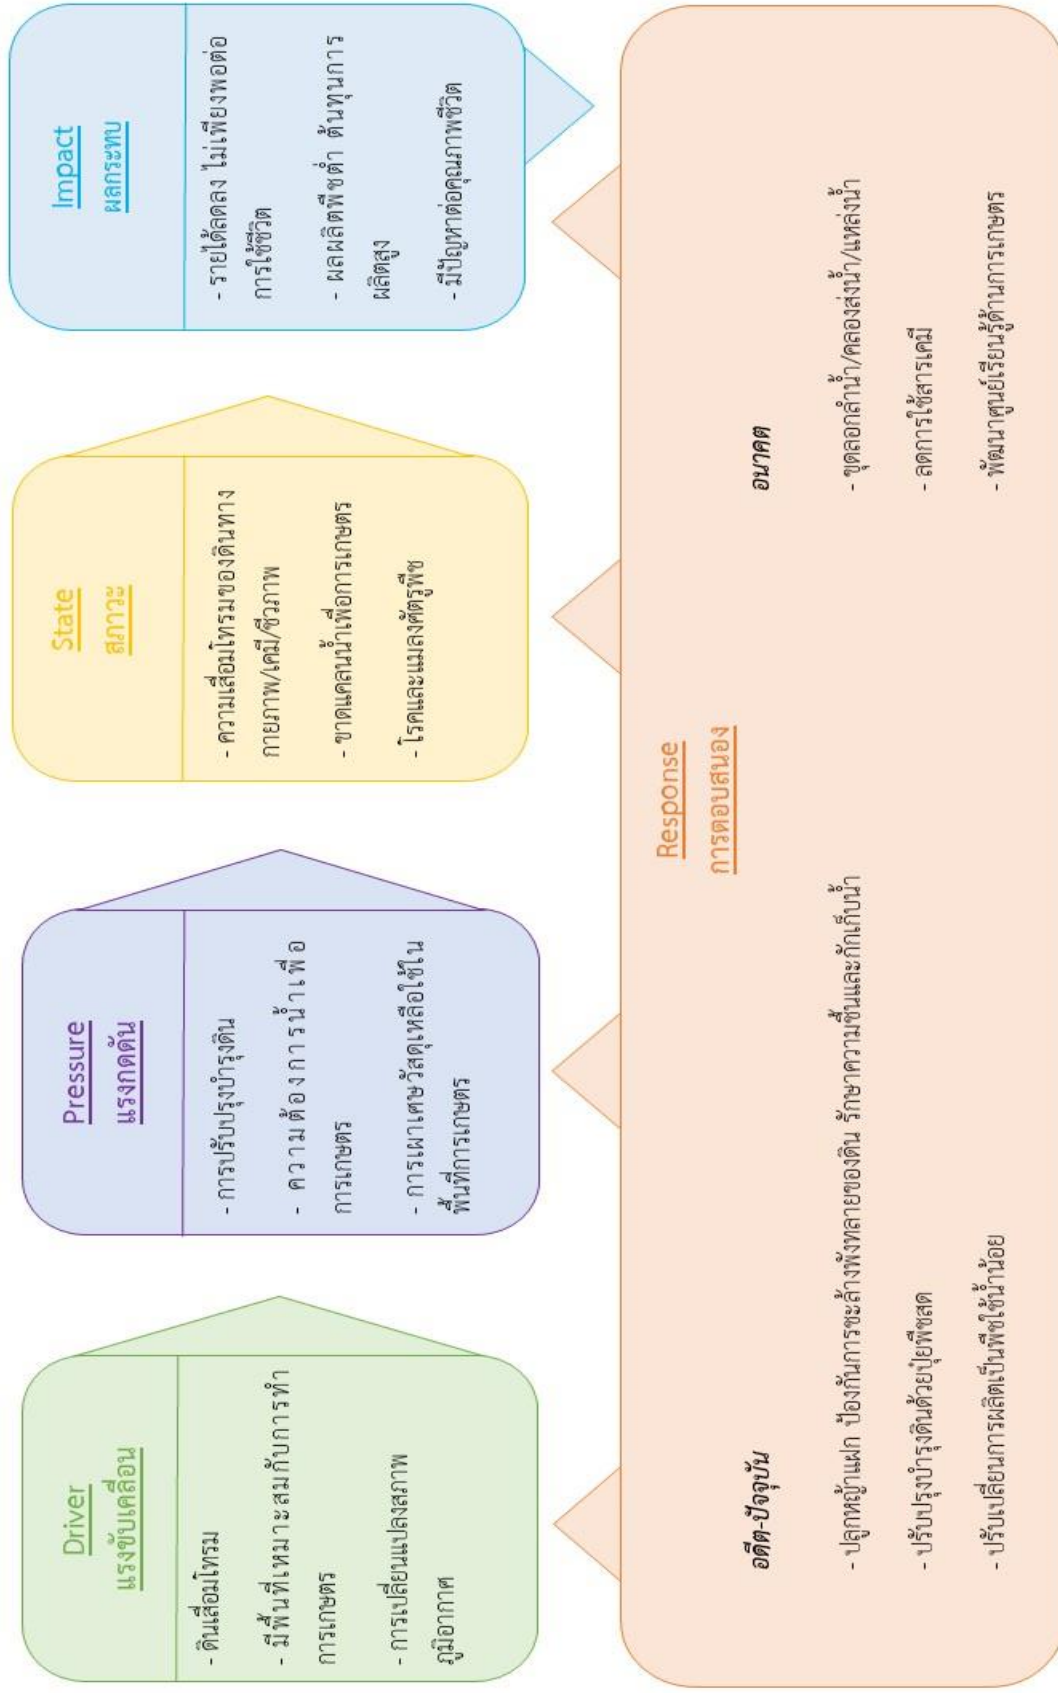 Driver
แรงขับเคลื่อน
- ดินเสื่อมโทรม
- มีพื้นที่เหมาะสมกับการทำ
การเกษตร
- การเปลี่ยนแปลงสภาพ
ภูมิอากาศ
Pressure
แรงกดดัน
- การปรับปรุงบำรุงดิน
- ความต้องการน้ำเพื่อ
การเกษตร
- การเผาเศษวัสดุเหลือใช้ใน
พื้นที่การเกษตร
State
สภาวะ
- ความเสื่อมโทรมของดินทาง
กายภาพ/เคมี/ชีวภาพ
- ขาดแคลนน้ำเพื่อการเกษตร
- โรคและแมลงศัตรูพืช
Impact
ผลกระทบ
- รายได้ลดลง ไม่เพียงพอต่อ
การใช้ชีวิต
- ผลผลิตพืชต่ำ ต้นทุนการ
ผลิตสูง
- มีปัญหาต่อคุณภาพชีวิต
Response
การตอบสนอง
อดีต-ปัจจุบัน
- ปลูกหญ้าแฝก ป้องกันการชะล้างพังทลายของดิน รักษาความชื้นและกักเก็บน้ำ
- ปรับปรุงบำรุงดินด้วยปุ๋ยพืชสด
- ปรับเปลี่ยนการผลิตเป็นพืชใช้น้ำน้อย
อนาคต
- ขุดลอกลำน้ำ/คลองส่งน้ำ/แหล่งน้ำ
- ลดการใช้สารเคมี
- พัฒนาศูนย์เรียนรู้ด้านการเกษตร